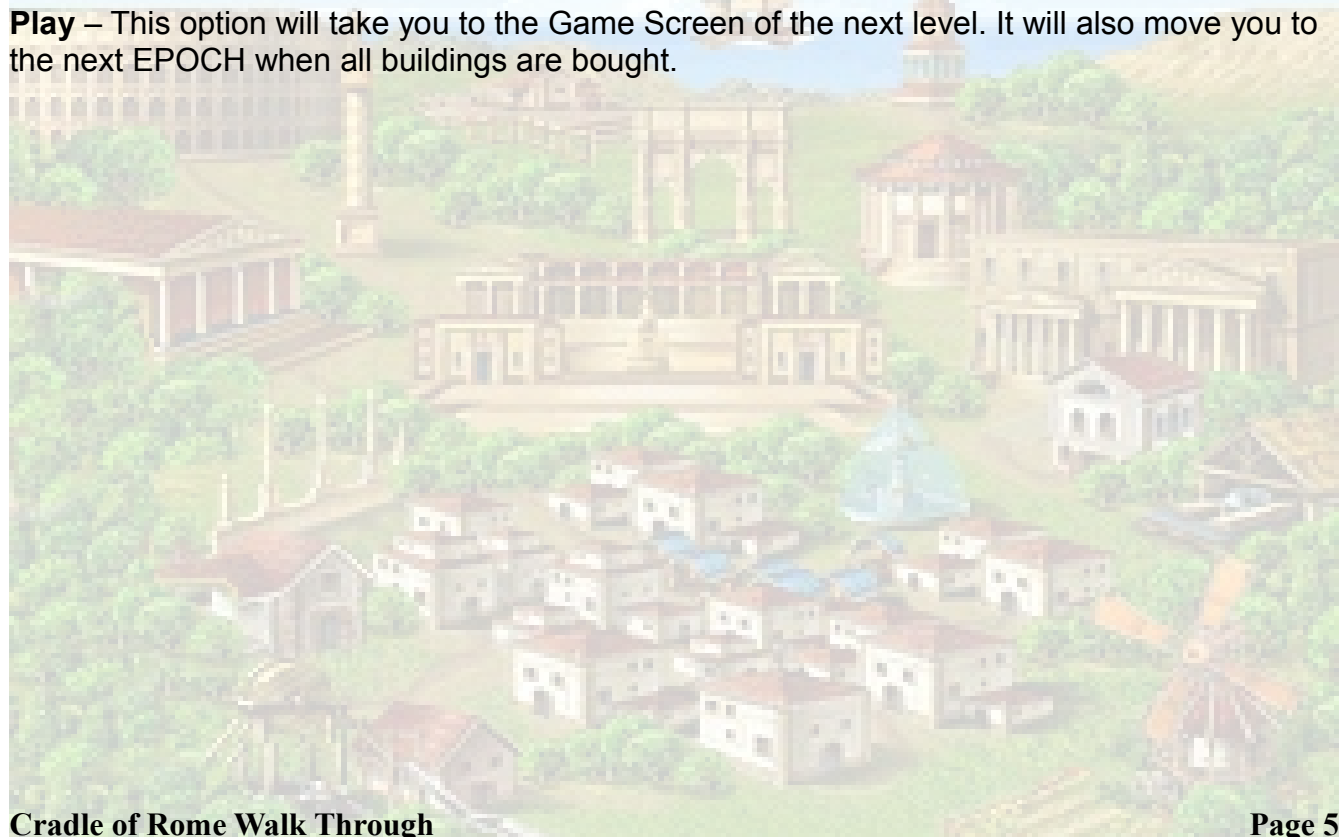 Play – This option will take you to the Game Screen of the next level. It will also move you to
the next EPOCH when all buildings are bought.
Cradle of Rome Walk Through Page 5